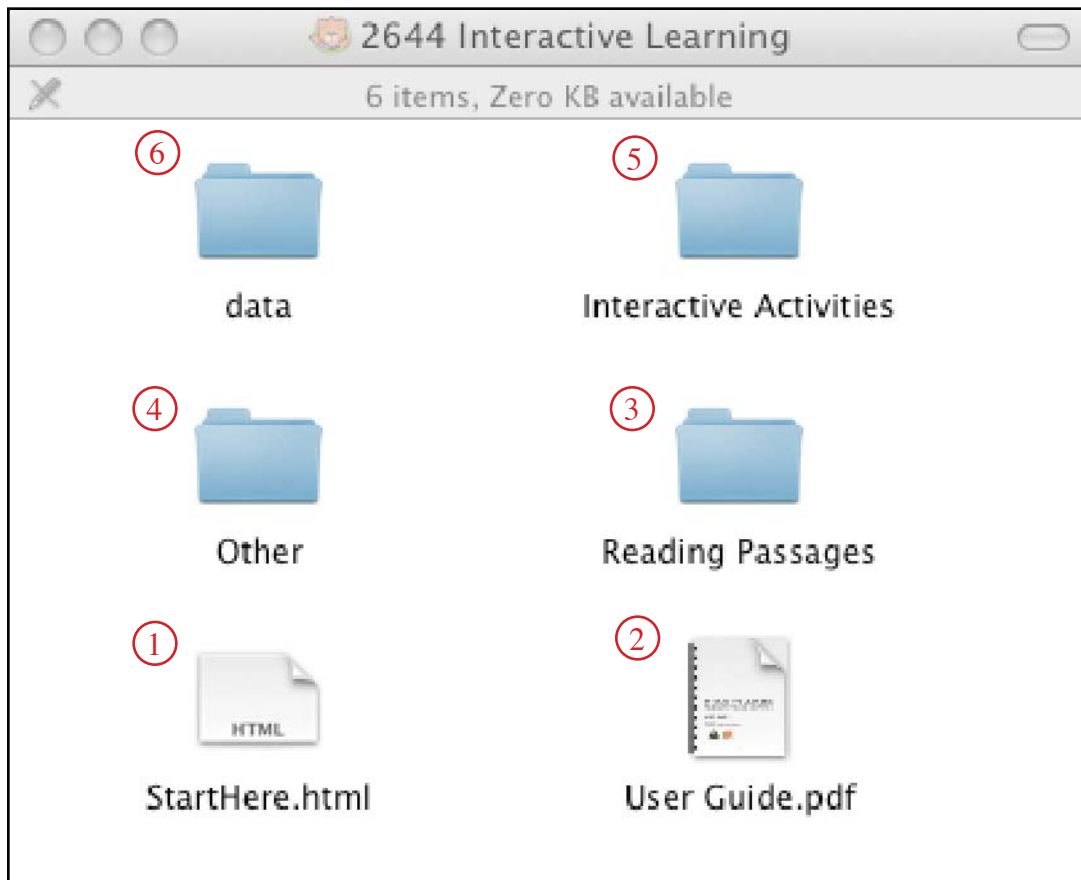 2644 Interactive Learning
6 items, Zero KB available
6 5
data Interactive Activities
4 3
Other Reading Passages
1 2
HTML
StartHere.html User Guide.pdf